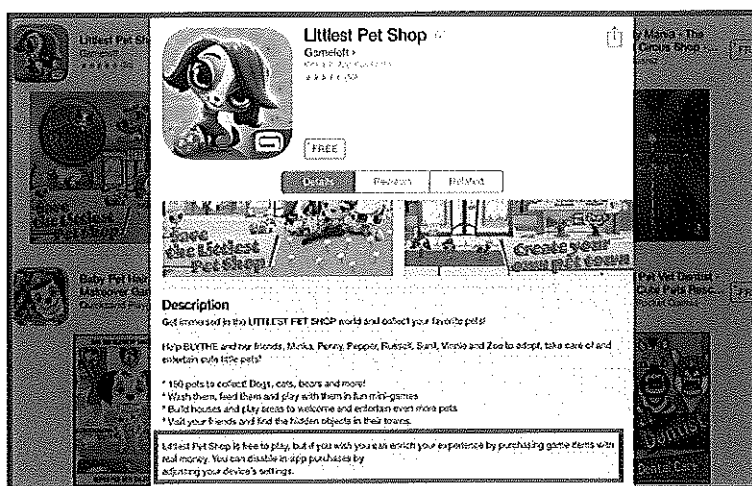 Littlest Pet Shop
Littlest Pet Sh
Gameloft >
FREE
Details Reviews Related
y Mania - The
Circus Shop -...
Save
the Littlest
Pet Shop
Create your
own pet town
Description
Get immersed in the LITTLEST PET SHOP world and collect your favorite pets!
Help BLYTHE and her friends, Minka, Penny, Pepper, Russell, Sunil, Vinnie and Zoe to adopt, take care of and
entertain cute little pets!
* 150 pets to collect! Dogs, cats, bears and more!
* Wash them, feed them and play with them in fun mini-games
* Build houses and play areas to welcome and entertain even more pets
* Visit your friends and find the hidden objects in their towns.
Littlest Pet Shop is free to play, but if you wish you can enrich your experience by purchasing game items with
real money. You can disable in-app purchases by
adjusting your device's settings.
Baby Pet
Makeover
Pet Vet Dentist -